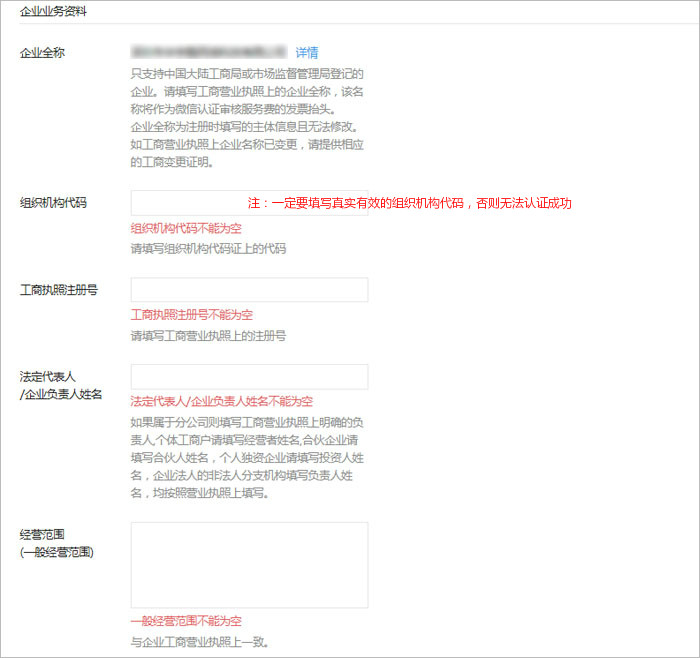 企业业务资料
企业全称
详情
只支持中国大陆工商局或市场监督管理局登记的
企业。请填写工商营业执照上的企业全称，该名
称将作为微信认证审核服务费的发票抬头。
企业全称为注册时填写的主体信息且无法修改。
如工商营业执照上企业名称已变更，请提供相应
的工商变更证明。
组织机构代码
注：一定要填写真实有效的组织机构代码，否则无法认证成功
组织机构代码不能为空
请填写组织机构代码证上的代码
工商执照注册号
工商执照注册号不能为空
请填写工商营业执照上的注册号
法定代表人
/企业负责人姓名
法定代表人/企业负责人姓名不能为空
如果属于分公司则填写工商营业执照上明确的负
责人,个体工商户请填写经营者姓名,合伙企业请
填写合伙人姓名，个人独资企业请填写投资人姓
名，企业法人的非法人分支机构填写负责人姓
名，均按照营业执照上填写。
经营范围
(一般经营范围)
一般经营范围不能为空
与企业工商营业执照上一致。